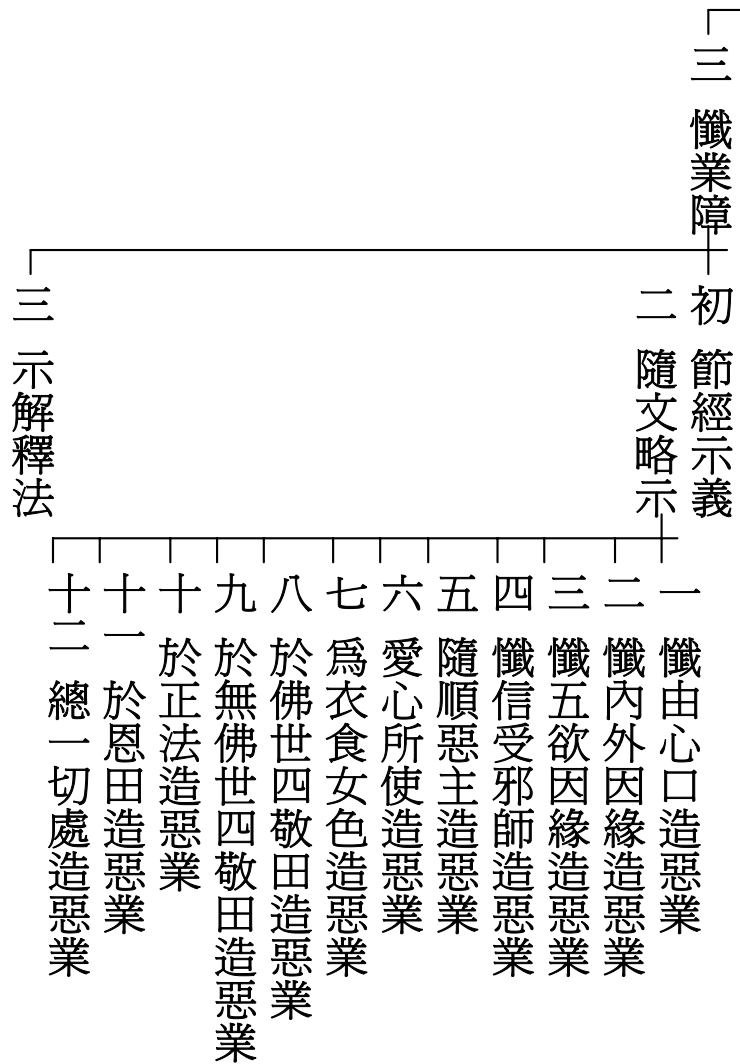 三 懺業障
初 節經示義
二 隨文略示
一 懺由心口造惡業
二 懺內外因緣造惡業
三 懺五欲因緣造惡業
四 懺信受邪師造惡業
五 隨順惡主造惡業
六 愛心所使造惡業
七 爲衣食女色造惡業
八 於佛世四敬田造惡業
九 於無佛世四敬田造惡業
十 於正法造惡業
十一 於恩田造惡業
十二 總一切處造惡業
三 示解釋法